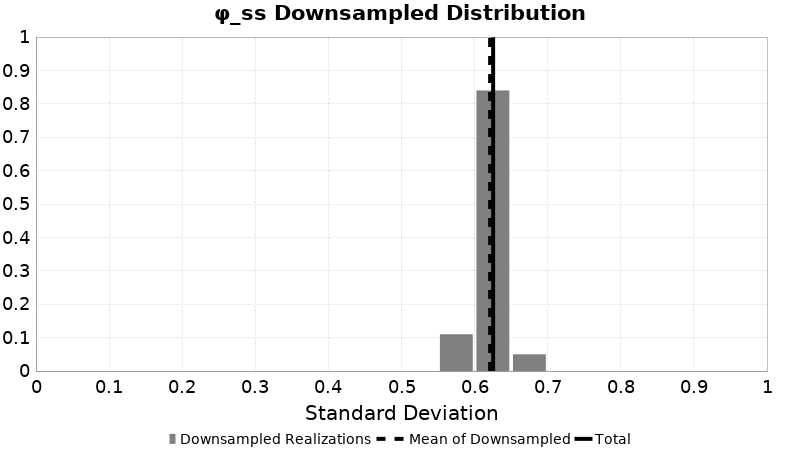 φ_ss Downsampled Distribution
1
0.9
0.8
0.7
0.6
0.5
0.4
0.3
0.2
0.1
0
0 0.1 0.2 0.3 0.4 0.5 0.6 0.7 0.8 0.9 1
Standard Deviation
Downsampled Realizations Mean of Downsampled Total